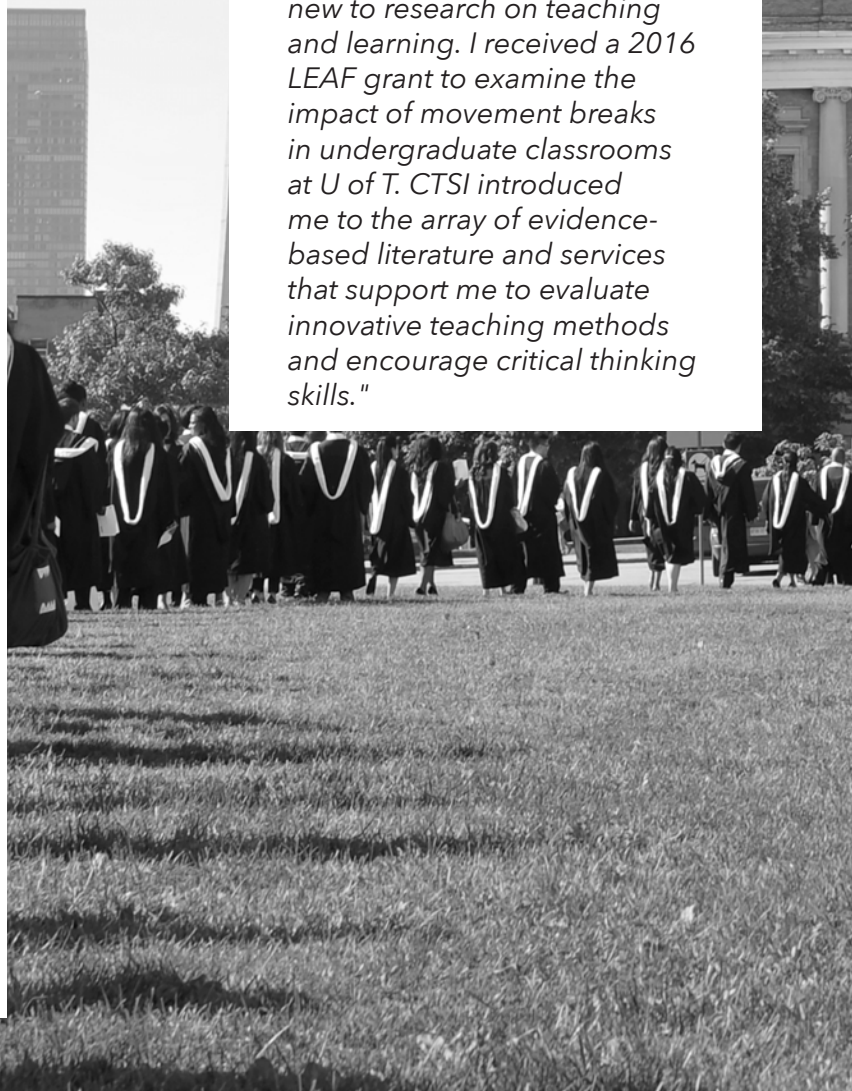 new to research on teaching
and learning. I received a 2016
LEAF grant to examine the
impact of movement breaks
in undergraduate classrooms
at U of T. CTSI introduced
me to the array of evidence-
based literature and services
that support me to evaluate
innovative teaching methods
and encourage critical thinking
skills."